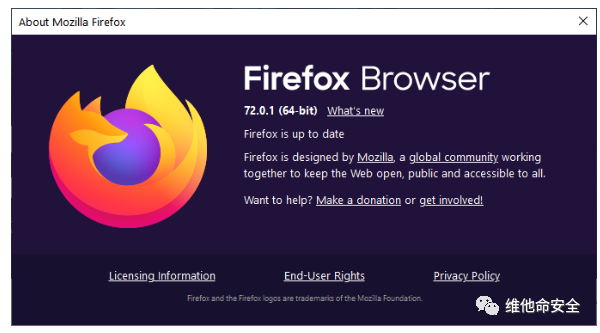 About Mozilla Firefox
Firefox Browser
72.0.1 (64-bit) What's new
Firefox is up to date
Firefox is designed by Mozilla, a global community working
together to keep the Web open, public and accessible to all.
Want to help? Make a donation or get involved!
Licensing Information End-User Rights Privacy Policy
Firefox and the Firefox logos are trademarks of the Mozilla Foundation.
维他命安全